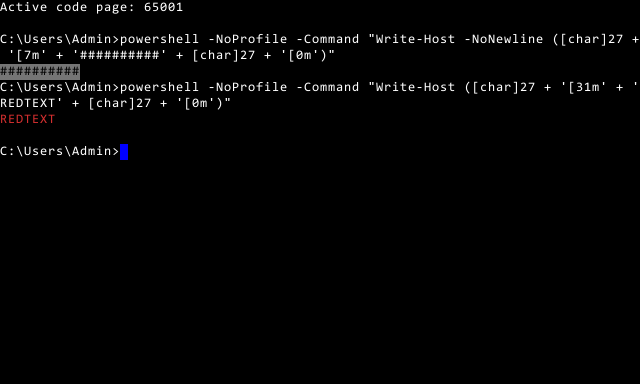 Active code page: 65001
C:\Users\Admin>powershell -NoProfile -Command "Write-Host -NoNewline ([char]27 +
 '[7m' + '##########' + [char]27 + '[0m')"
##########
C:\Users\Admin>powershell -NoProfile -Command "Write-Host ([char]27 + '[31m' + '
REDTEXT' + [char]27 + '[0m')"
REDTEXT
C:\Users\Admin>